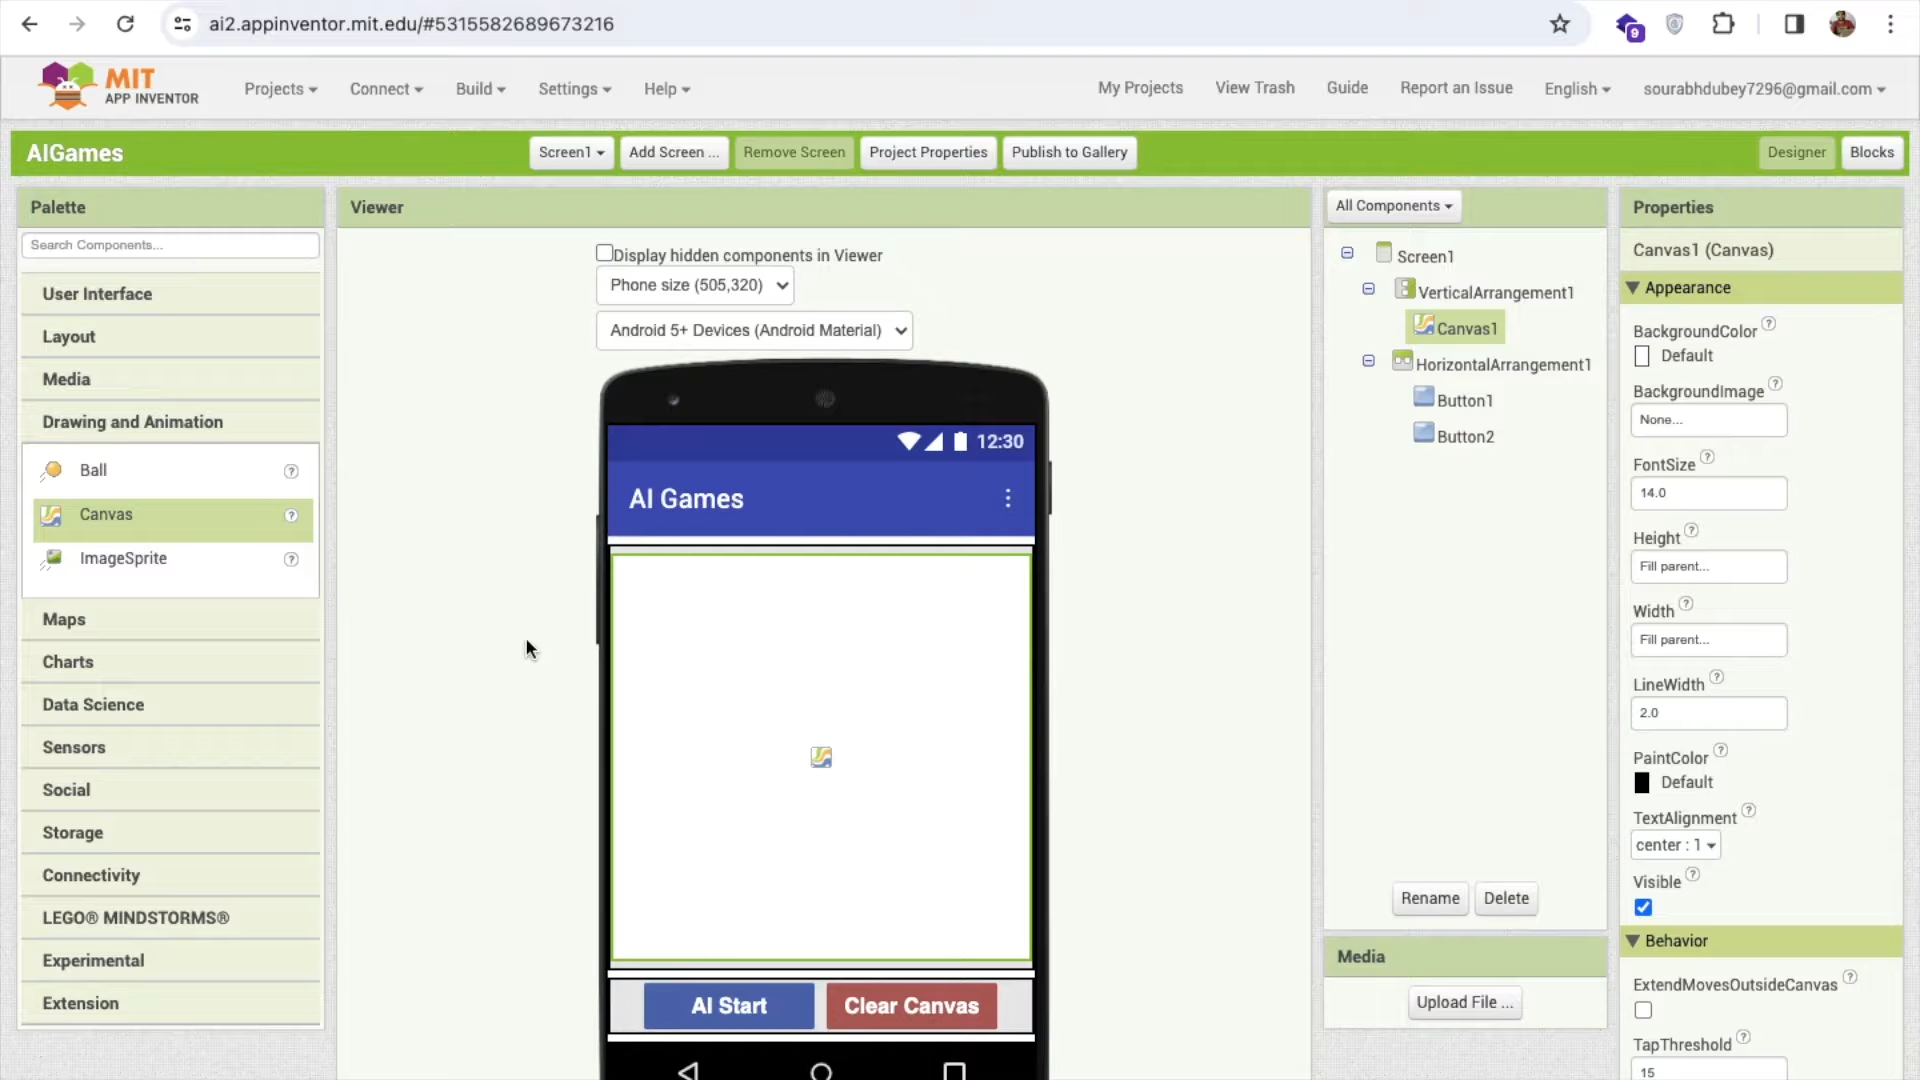 ai2.appinventor.mit.edu/#5315582689673216
9
MIT
APP INVENTOR
Projects
Connect
Build
Settings
Help
My Projects
View Trash
Guide
Report an Issue
English
sourabhdubey7296@gmail.com
AIGames
Screen1
Add Screen ...
Remove Screen
Project Properties
Publish to Gallery
Designer
Blocks
Palette
Search Components...
User Interface
Layout
Media
Drawing and Animation
Ball ?
Canvas ?
ImageSprite ?
Maps
Charts
Data Science
Sensors
Social
Storage
Connectivity
LEGO® MINDSTORMS®
Experimental
Extension
Viewer
Display hidden components in Viewer
Phone size (505,320)
Android 5+ Devices (Android Material)
12:30
AI Games
AI Start
Clear Canvas
All Components
Screen1
VerticalArrangement1
Canvas1
HorizontalArrangement1
Button1
Button2
Rename
Delete
Media
Upload File ...
Properties
Canvas1 (Canvas)
Appearance
BackgroundColor ?
Default
BackgroundImage ?
None...
FontSize ?
14.0
Height ?
Fill parent...
Width ?
Fill parent...
LineWidth ?
2.0
PaintColor ?
Default
TextAlignment ?
center : 1
Visible ?
Behavior
ExtendMovesOutsideCanvas ?
TapThreshold ?
15